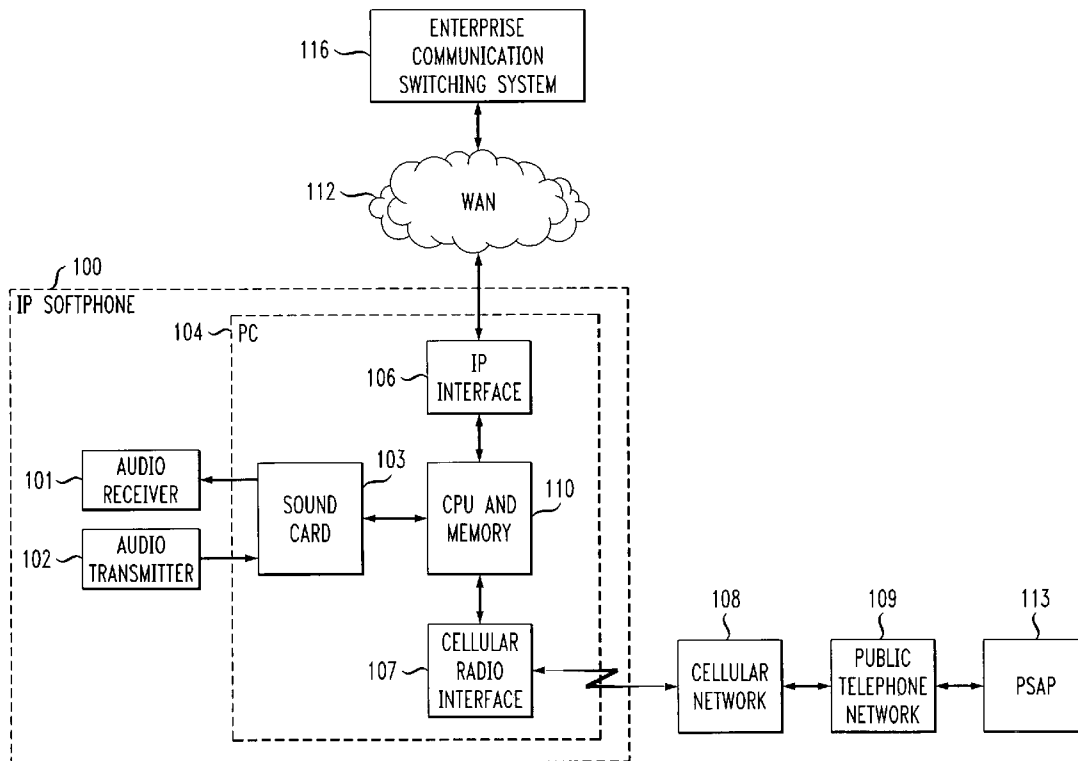 116
ENTERPRISE
COMMUNICATION
SWITCHING SYSTEM
112
WAN
100
IP SOFTPHONE
104
PC
106
IP
INTERFACE
101
AUDIO
RECEIVER
103
SOUND
CARD
CPU AND
MEMORY
110
102
AUDIO
TRANSMITTER
107
CELLULAR
RADIO
INTERFACE
108
CELLULAR
NETWORK
109
PUBLIC
TELEPHONE
NETWORK
113
PSAP